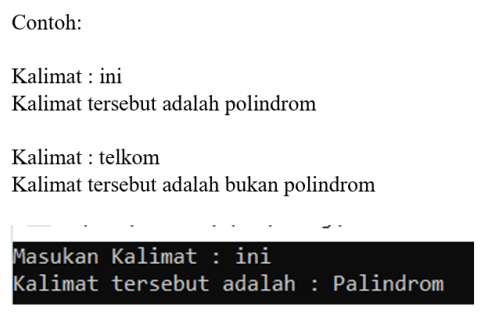 Contoh:
Kalimat : ini
Kalimat tersebut adalah polindrom
Kalimat : telkom
Kalimat tersebut adalah bukan polindrom
Masukan Kalimat : ini
Kalimat tersebut adalah : Palindrom